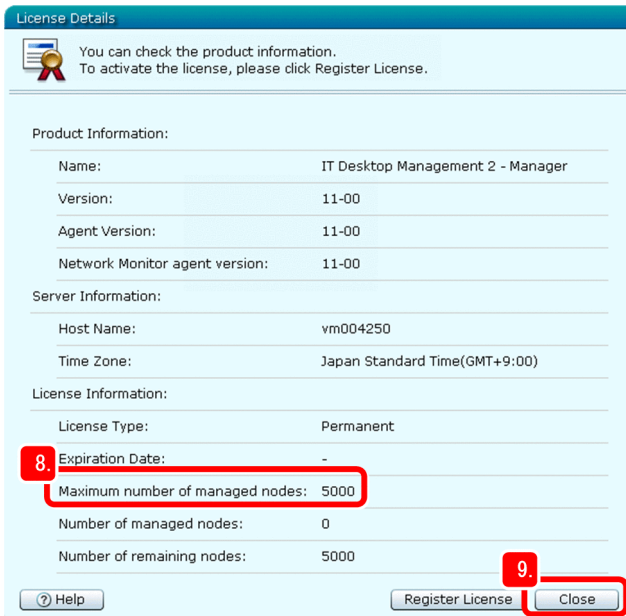 License Details
You can check the product information.
To activate the license, please click Register License.
Product Information:
Name: IT Desktop Management 2 - Manager
Version: 11-00
Agent Version: 11-00
Network Monitor agent version: 11-00
Server Information:
Host Name: vm004250
Time Zone: Japan Standard Time(GMT+9:00)
License Information:
License Type: Permanent
8. Expiration Date: -
Maximum number of managed nodes: 5000
Number of managed nodes: 0
Number of remaining nodes: 5000
9.
? Help Register License Close